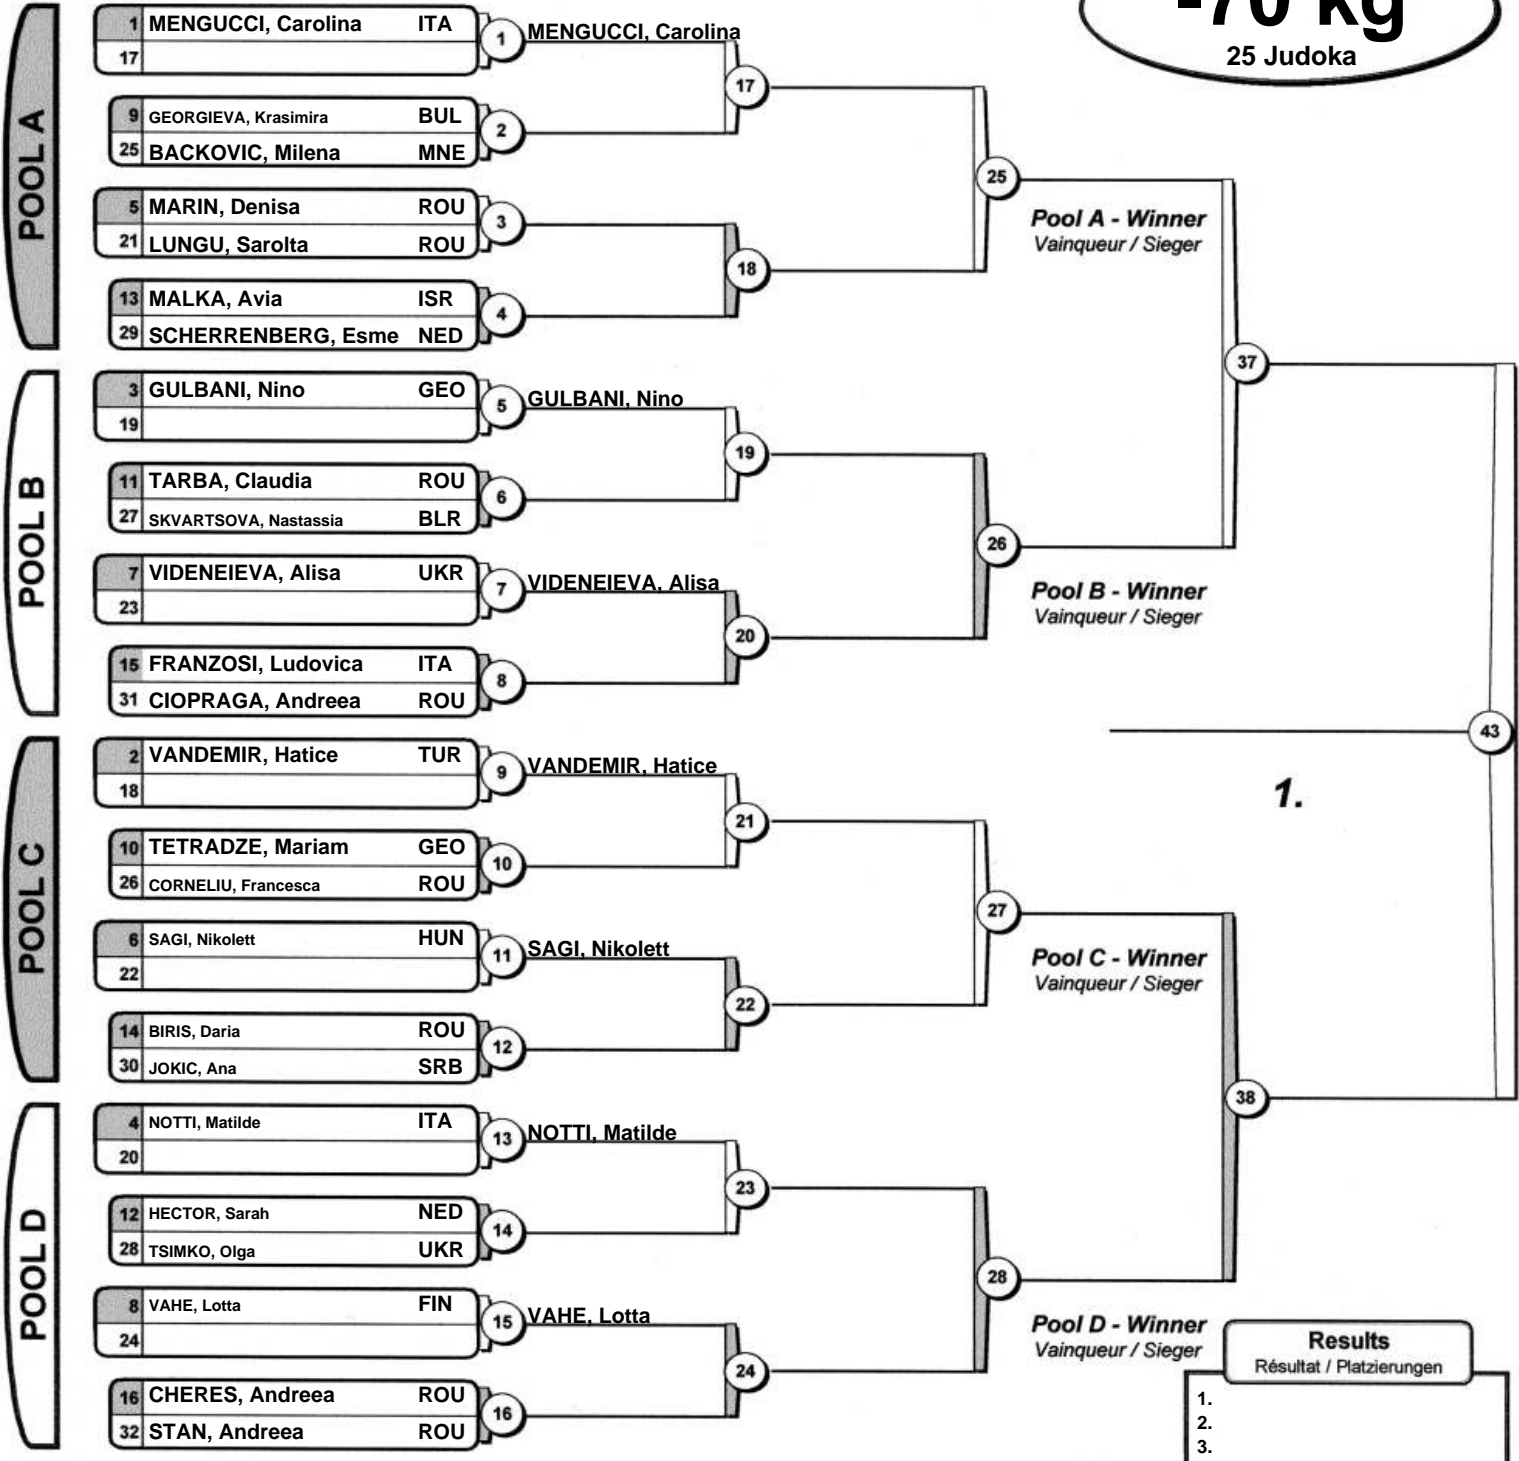 -70 kg
25 Judoka
POOL A
1 MENGUCCI, Carolina ITA
17
1 MENGUCCI, Carolina
9 GEORGIEVA, Krasimira BUL
25 BACKOVIC, Milena MNE
2
17
5 MARIN, Denisa ROU
21 LUNGU, Sarolta ROU
3
13 MALKA, Avia ISR
29 SCHERRENBERG, Esme NED
4
18
25
Pool A - Winner
Vainqueur / Sieger
POOL B
3 GULBANI, Nino GEO
19
5 GULBANI, Nino
11 TARBA, Claudia ROU
27 SKVARTSOVA, Nastassia BLR
6
19
7 VIDENEIEVA, Alisa UKR
23
7 VIDENEIEVA, Alisa
15 FRANZOSI, Ludovica ITA
31 CIOPRAGA, Andreea ROU
8
20
26
Pool B - Winner
Vainqueur / Sieger
37
POOL C
2 VANDEMIR, Hatice TUR
18
9 VANDEMIR, Hatice
10 TETRADZE, Mariam GEO
26 CORNELIU, Francesca ROU
10
21
6 SAGI, Nikolett HUN
22
11 SAGI, Nikolett
14 BIRIS, Daria ROU
30 JOKIC, Ana SRB
12
22
27
Pool C - Winner
Vainqueur / Sieger
43
1.
POOL D
4 NOTTI, Matilde ITA
20
13 NOTTI, Matilde
12 HECTOR, Sarah NED
28 TSIMKO, Olga UKR
14
23
8 VAHE, Lotta FIN
24
15 VAHE, Lotta
16 CHERES, Andreea ROU
32 STAN, Andreea ROU
16
24
28
Pool D - Winner
Vainqueur / Sieger
38
Results
Résultat / Platzierungen
1.
2.
3.